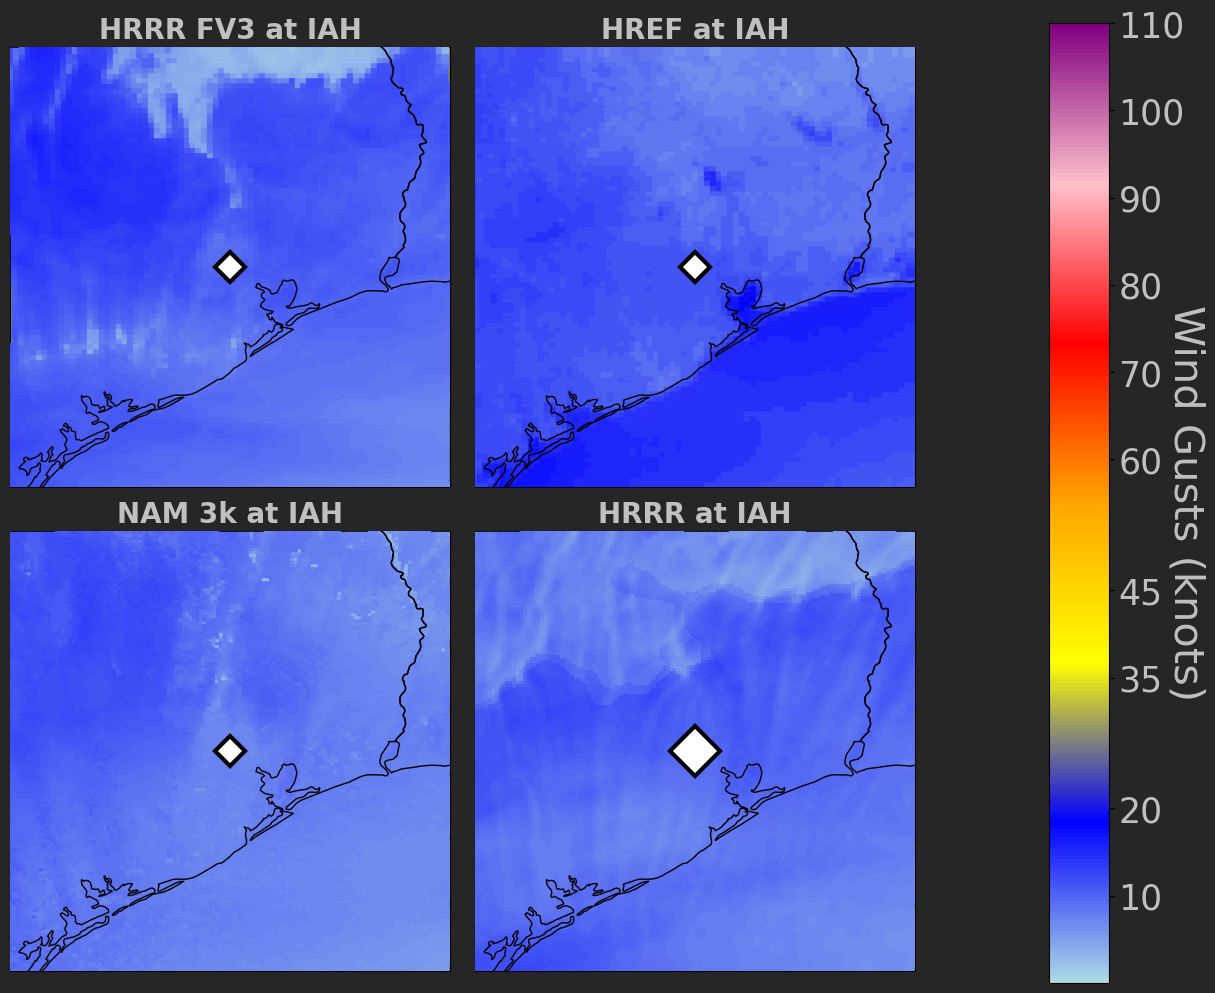 HRRR FV3 at IAH
HREF at IAH
NAM 3k at IAH
HRRR at IAH
110
100
90
80
70
60
45
35
20
10
Wind Gusts (knots)